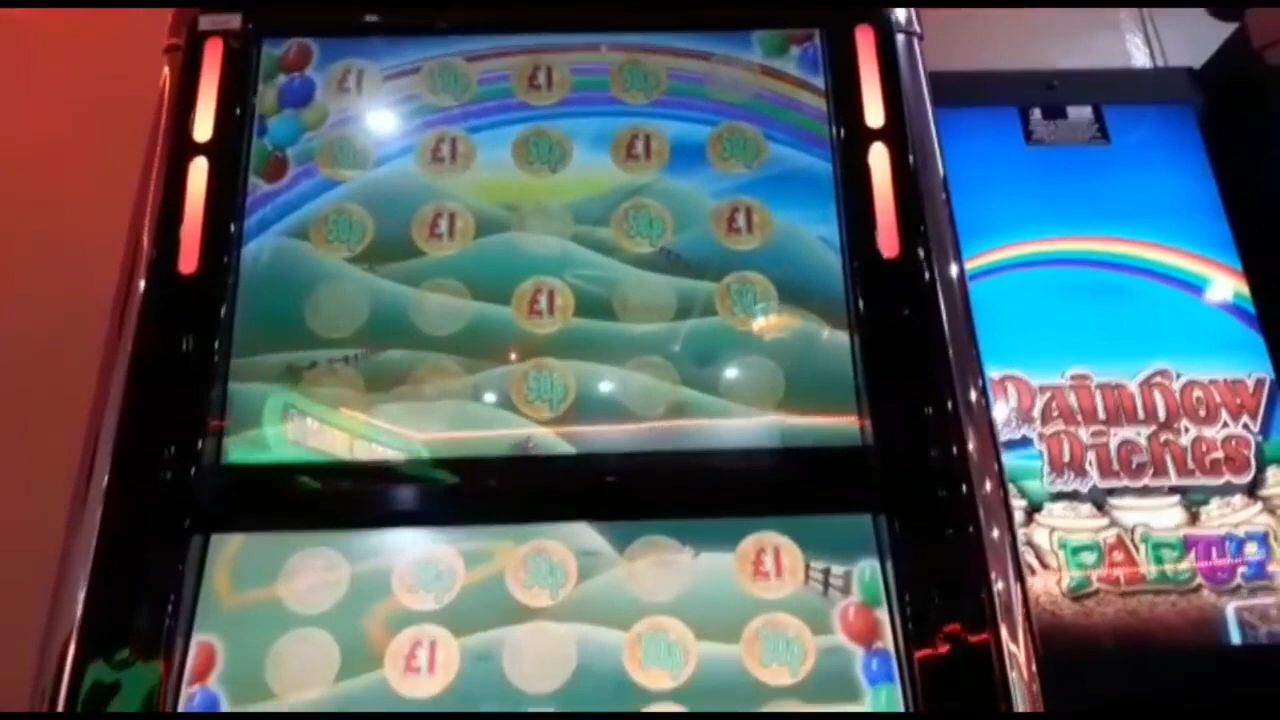 £1 50p £1 50p
50p £1 50p £1 50p
50p £1 50p £1
£1 50p
50p
50p 50p £1
£1 50p 50p
Rainbow
Riches
PARTY